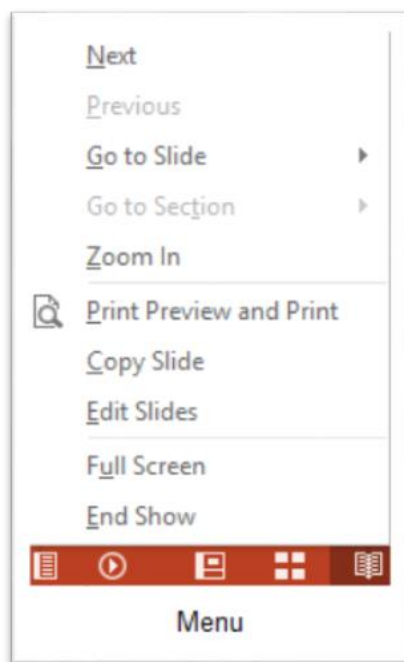 Next
Previous
Go to Slide
Go to Section
Zoom In
Print Preview and Print
Copy Slide
Edit Slides
Full Screen
End Show
Menu